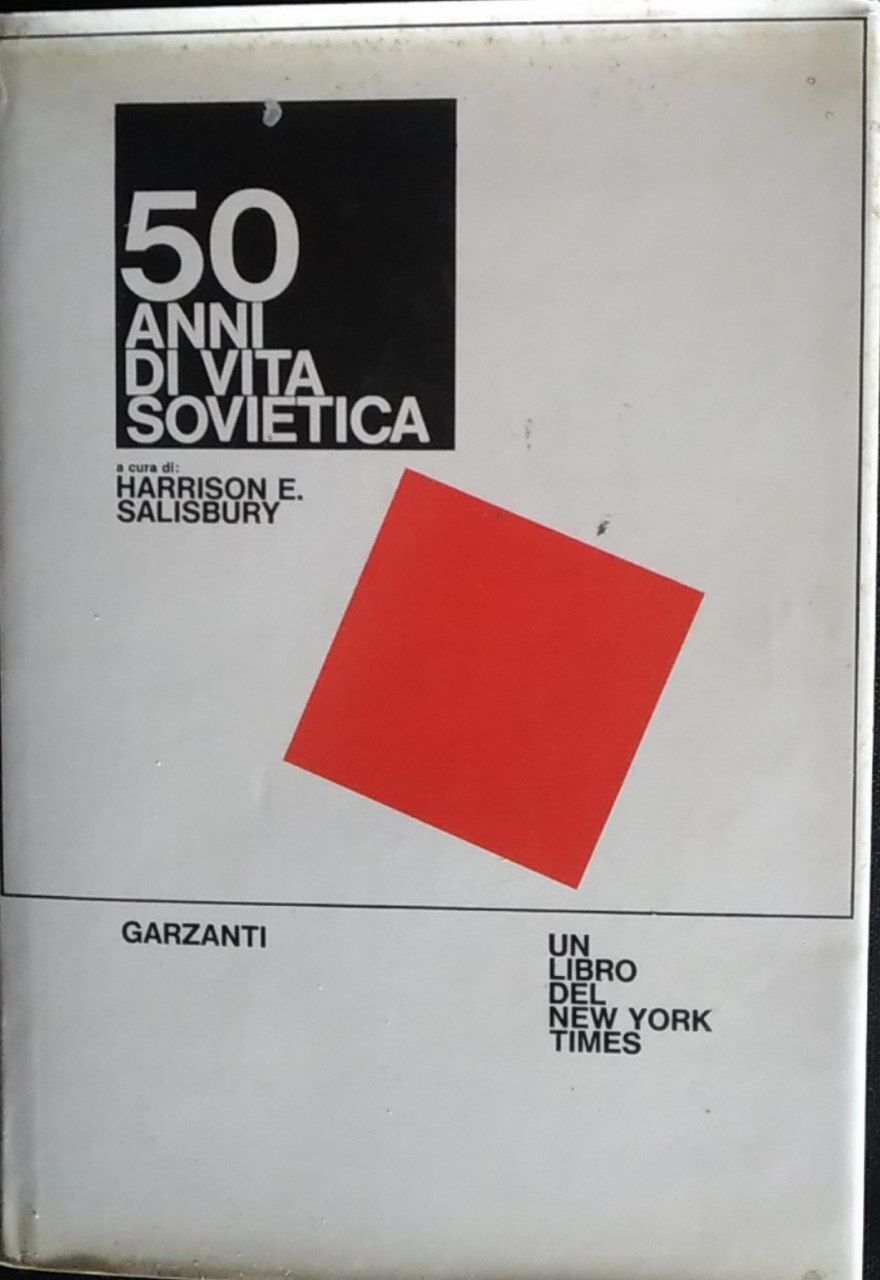 50
ANNI
DI VITA
SOVIETICA
a cura di:
HARRISON E.
SALISBURY
GARZANTI
UN
LIBRO
DEL
NEW YORK
TIMES